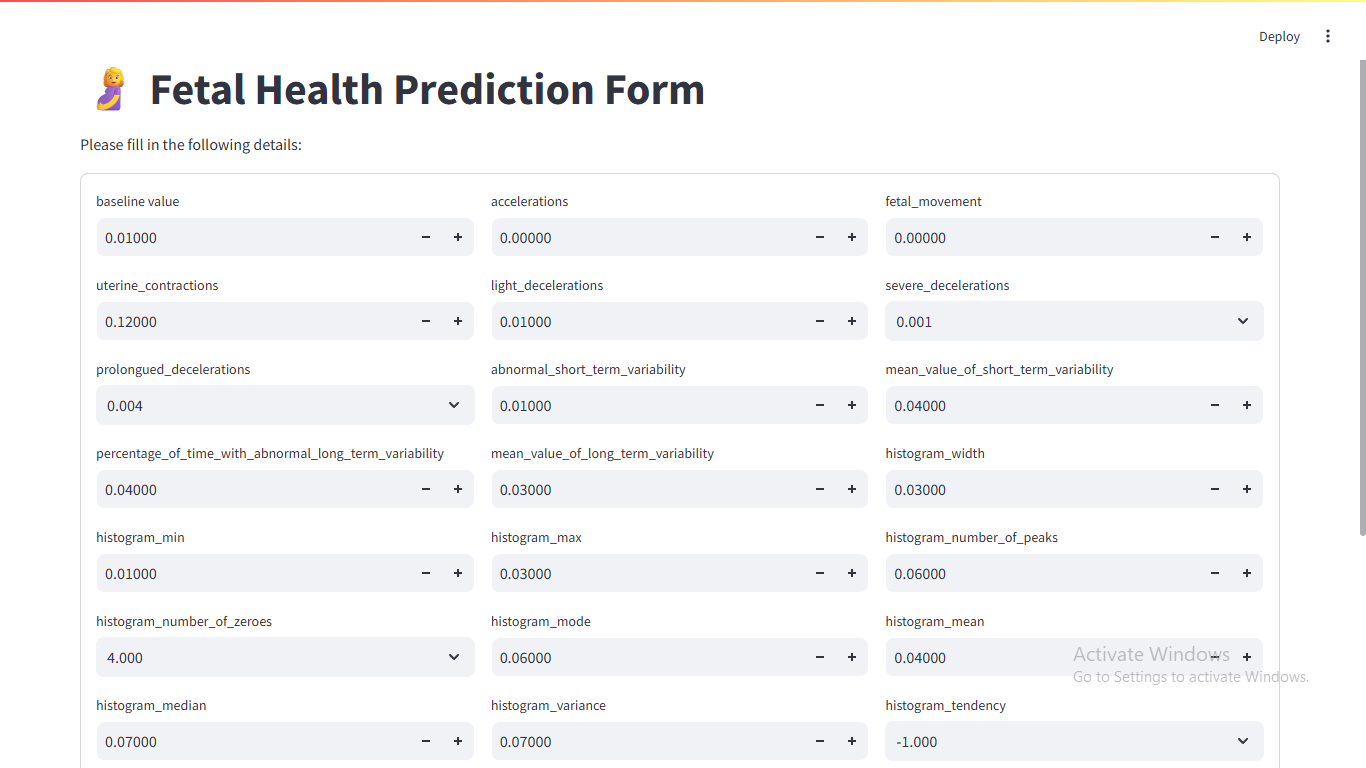 Deploy
Fetal Health Prediction Form
Please fill in the following details:
baseline value accelerations fetal_movement
0.01000 − + 0.00000 − + 0.00000 − +
uterine_contractions light_decelerations severe_decelerations
0.12000 − + 0.01000 − + 0.001
prolongued_decelerations abnormal_short_term_variability mean_value_of_short_term_variability
0.004 0.01000 − + 0.04000 − +
percentage_of_time_with_abnormal_long_term_variability mean_value_of_long_term_variability histogram_width
0.04000 − + 0.03000 − + 0.03000 − +
histogram_min histogram_max histogram_number_of_peaks
0.01000 − + 0.03000 − + 0.06000 − +
histogram_number_of_zeroes histogram_mode histogram_mean
4.000 0.06000 − + 0.04000 − +
Activate Windows
Go to Settings to activate Windows.
histogram_median histogram_variance histogram_tendency
0.07000 − + 0.07000 − + -1.000